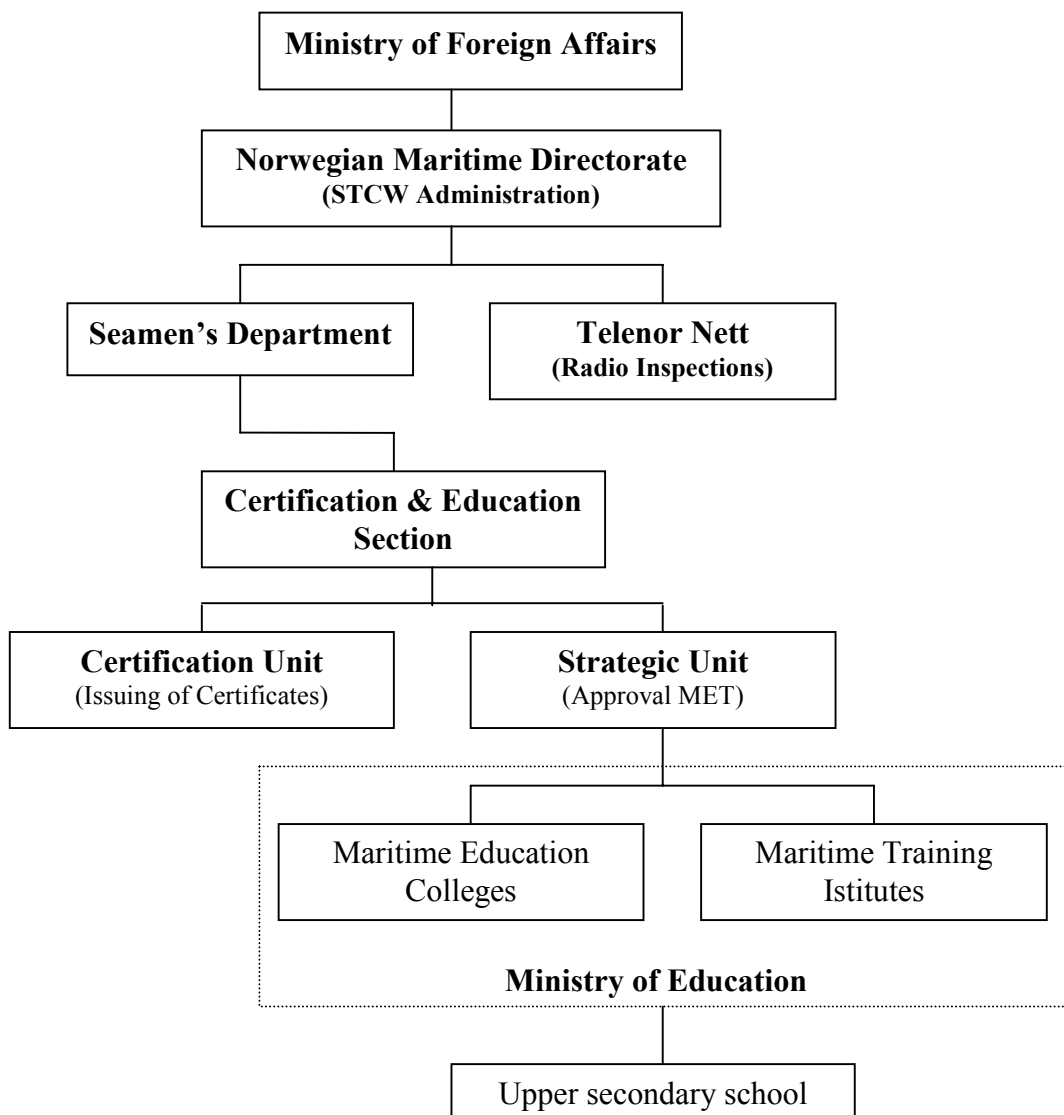 Ministry of Foreign Affairs
Norwegian Maritime Directorate
(STCW Administration)
Seamen’s Department
Telenor Nett
(Radio Inspections)
Certification & Education
Section
Certification Unit
(Issuing of Certificates)
Strategic Unit
(Approval MET)
Maritime Education
Colleges
Maritime Training
Istitutes
Ministry of Education
Upper secondary school